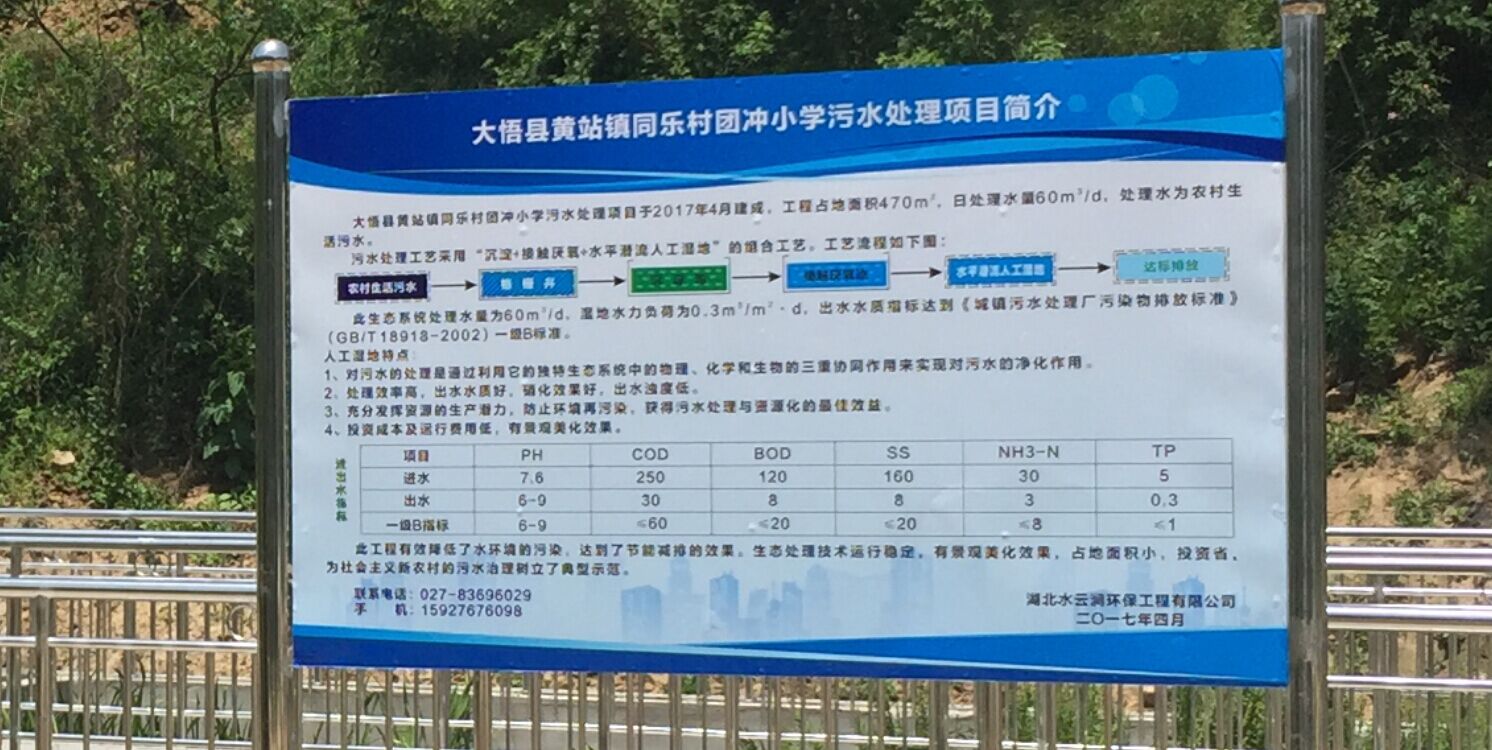 大悟县黄站镇同乐村团冲小学污水处理项目简介
大悟县黄站镇同乐村团冲小学污水处理项目于2017年4月建成，工程占地面积470m²，日处理水量60m³/d，处理水为农村生
活污水。
污水处理工艺采用“沉淀+接触厌氧+水平潜流人工湿地”的组合工艺。工艺流程如下图：
农村生活污水 格栅井 接触厌氧池 水平潜流人工湿地 达标排放
此生态系统处理水量为60m³/d，湿地水力负荷为0.3m³/m²·d，出水水质指标达到《城镇污水处理厂污染物排放标准》
（GB/T18918-2002）一级B标准。
人工湿地特点：
1、对污水的处理是通过利用它的独特生态系统中的物理、化学和生物的三重协同作用来实现对污水的净化作用。
2、处理效率高，出水水质好，硝化效果好，出水浊度低。
3、充分发挥资源的生产潜力，防止环境再污染，获得污水处理与资源化的最佳效益。
4、投资成本及运行费用低，有景观美化效果。
进出水指标
项目 PH COD BOD SS NH3-N TP
进水 7.6 250 120 160 30 5
出水 6-9 30 8 8 3 0.3
一级B指标 6-9 ≤60 ≤20 ≤20 ≤8 ≤1
此工程有效降低了水环境的污染，达到了节能减排的效果。生态处理技术运行稳定，有景观美化效果，占地面积小，投资省，
为社会主义新农村的污水治理树立了典型示范。
联系电话：027-83696029
手 机：15927676098
湖北水云涧环保工程有限公司
二〇一七年四月